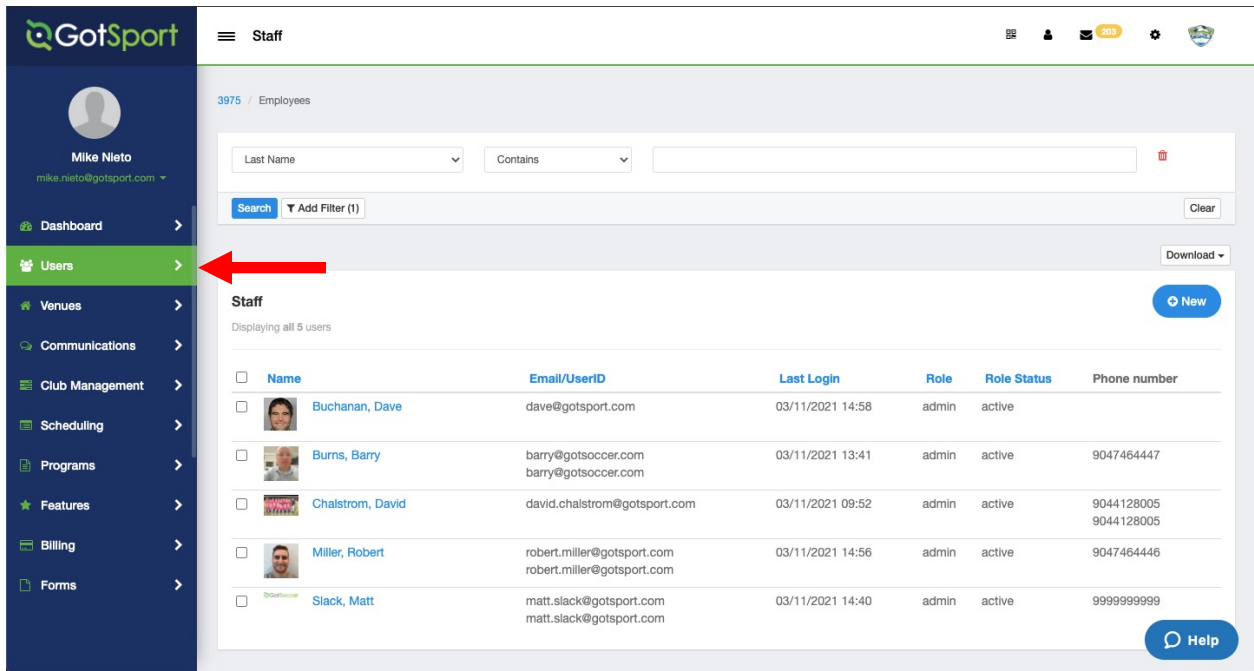 GotSport
Staff
203
Mike Nieto
mike.nieto@gotsport.com
Dashboard
Users
Venues
Communications
Club Management
Scheduling
Programs
Features
Billing
Forms
3975 / Employees
Last Name Contains
Search Add Filter (1) Clear
Download
Staff
New
Displaying all 5 users
Name Email/UserID Last Login Role Role Status Phone number
Buchanan, Dave dave@gotsport.com 03/11/2021 14:58 admin active
Burns, Barry barry@gotsoccer.com 03/11/2021 13:41 admin active 9047464447
barry@gotsoccer.com
Chalstrom, David david.chalstrom@gotsport.com 03/11/2021 09:52 admin active 9044128005
9044128005
Miller, Robert robert.miller@gotsport.com 03/11/2021 14:56 admin active 9047464446
robert.miller@gotsport.com
GotSoccer Slack, Matt matt.slack@gotsport.com 03/11/2021 14:40 admin active 9999999999
matt.slack@gotsport.com
Help